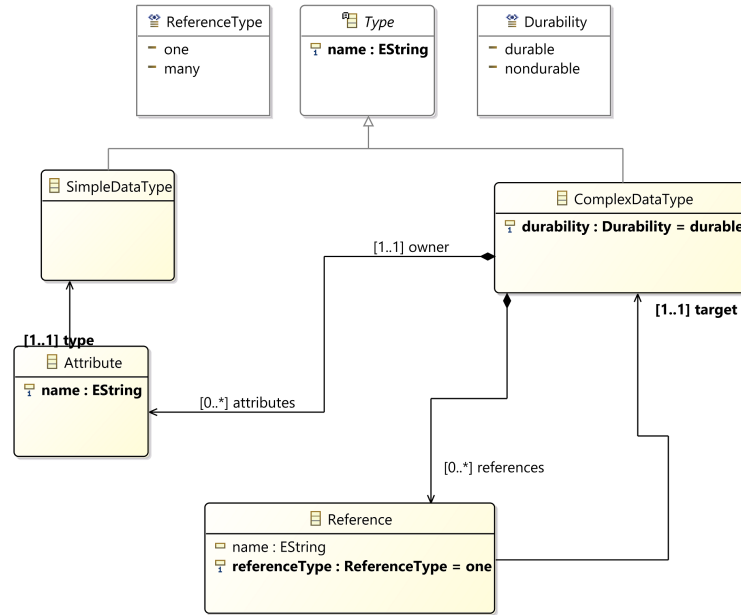 ReferenceType
one
many
Type
name : EString
Durability
durable
nondurable
SimpleDataType
ComplexDataType
durability : Durability = durable
[1..1] owner
[1..1] target
[1..1] type
Attribute
name : EString
[0..*] attributes
[0..*] references
Reference
name : EString
referenceType : ReferenceType = one